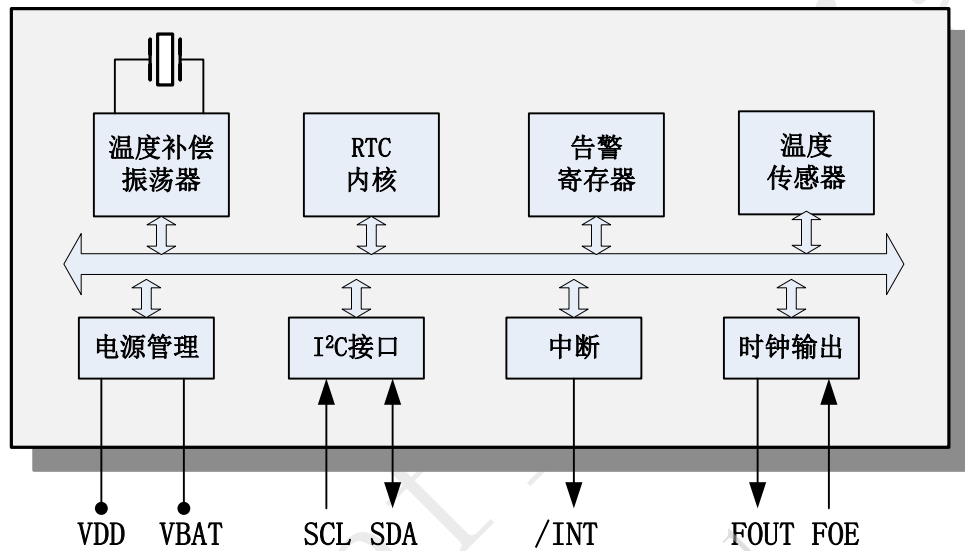 温度补偿
振荡器
RTC
内核
告警
寄存器
温度
传感器
电源管理
I²C接口
中断
时钟输出
VDD
VBAT
SCL
SDA
/INT
FOUT
FOE